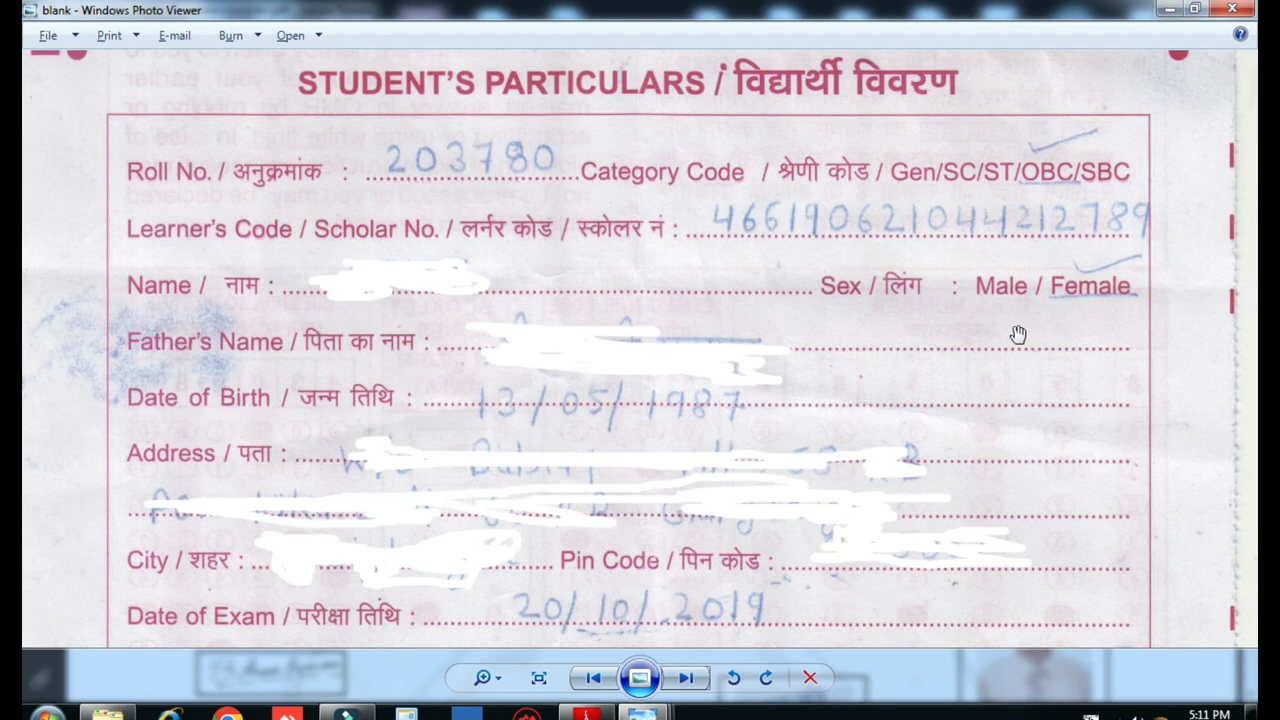 blank - Windows Photo Viewer
File Print E-mail Burn Open
STUDENT'S PARTICULARS / विद्यार्थी विवरण
Roll No. / अनुक्रमांक : 203780 Category Code / श्रेणी कोड / Gen/SC/ST/OBC/SBC
Learner's Code / Scholar No. / लर्नर कोड / स्कोलर नं : 466190621044212789
Name / नाम : Sex / लिंग : Male / Female
Father's Name / पिता का नाम :
Date of Birth / जन्म तिथि : 13/05/1987
Address / पता :
City / शहर : Pin Code / पिन कोड :
Date of Exam / परीक्षा तिथि : 20/10/2019
5:11 PM